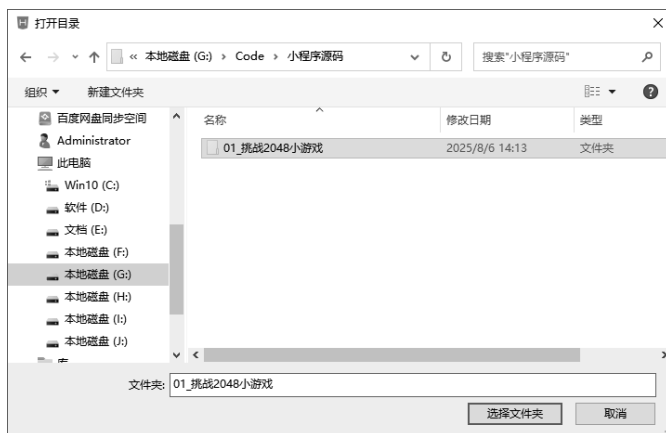 打开目录
« 本地磁盘 (G:) › Code › 小程序源码
搜索"小程序源码"
组织 新建文件夹
名称 修改日期 类型
01_挑战2048小游戏 2025/8/6 14:13 文件夹
百度网盘同步空间
Administrator
此电脑
Win10 (C:)
软件 (D:)
文档 (E:)
本地磁盘 (F:)
本地磁盘 (G:)
本地磁盘 (H:)
本地磁盘 (I:)
本地磁盘 (J:)
文件夹: 01_挑战2048小游戏
选择文件夹 取消